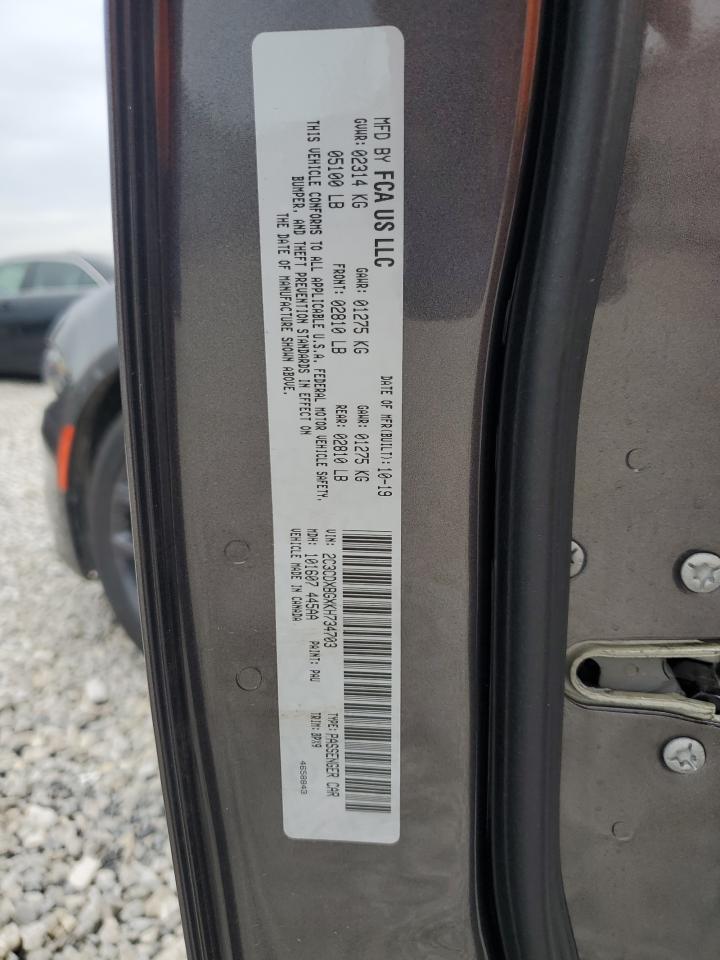 MFD BY FCA US LLC
DATE OF MFR(BUILT): 10-19
GVWR: 02314 KG GAWR: 01275 KG GAWR: 01275 KG
05100 LB FRONT: 02810 LB REAR: 02810 LB
THIS VEHICLE CONFORMS TO ALL APPLICABLE U.S.A. FEDERAL MOTOR VEHICLE SAFETY,
BUMPER, AND THEFT PREVENTION STANDARDS IN EFFECT ON
THE DATE OF MANUFACTURE SHOWN ABOVE.
VIN: 2C3CDXBGXKH734703 TYPE: PASSENGER CAR
MDH: 101607 445AA PAINT: PAU TRIM: BPX9
VEHICLE MADE IN CANADA 4658843